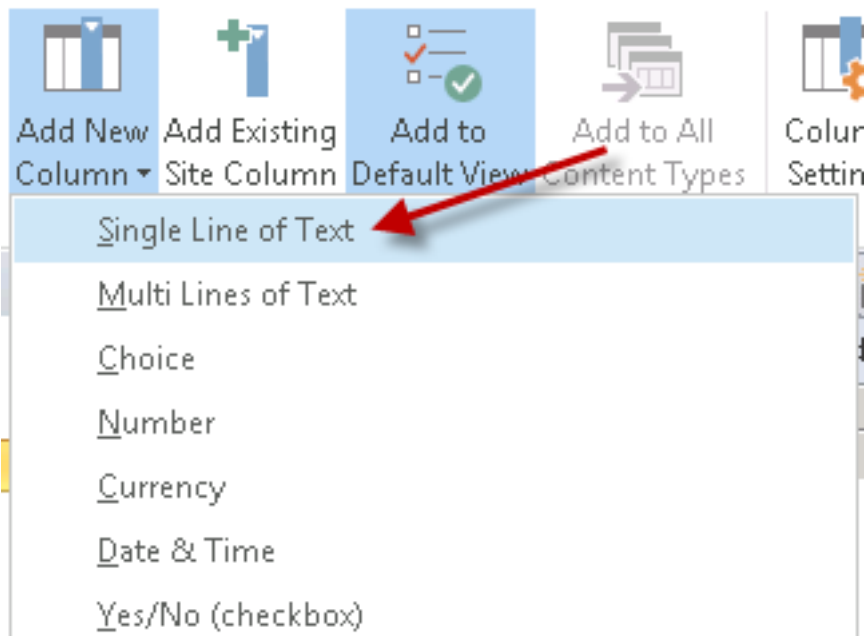 Add New Add Existing Add to Add to All
Column Site Column Default View Content Types
Single Line of Text
Multi Lines of Text
Choice
Number
Currency
Date & Time
Yes/No (checkbox)